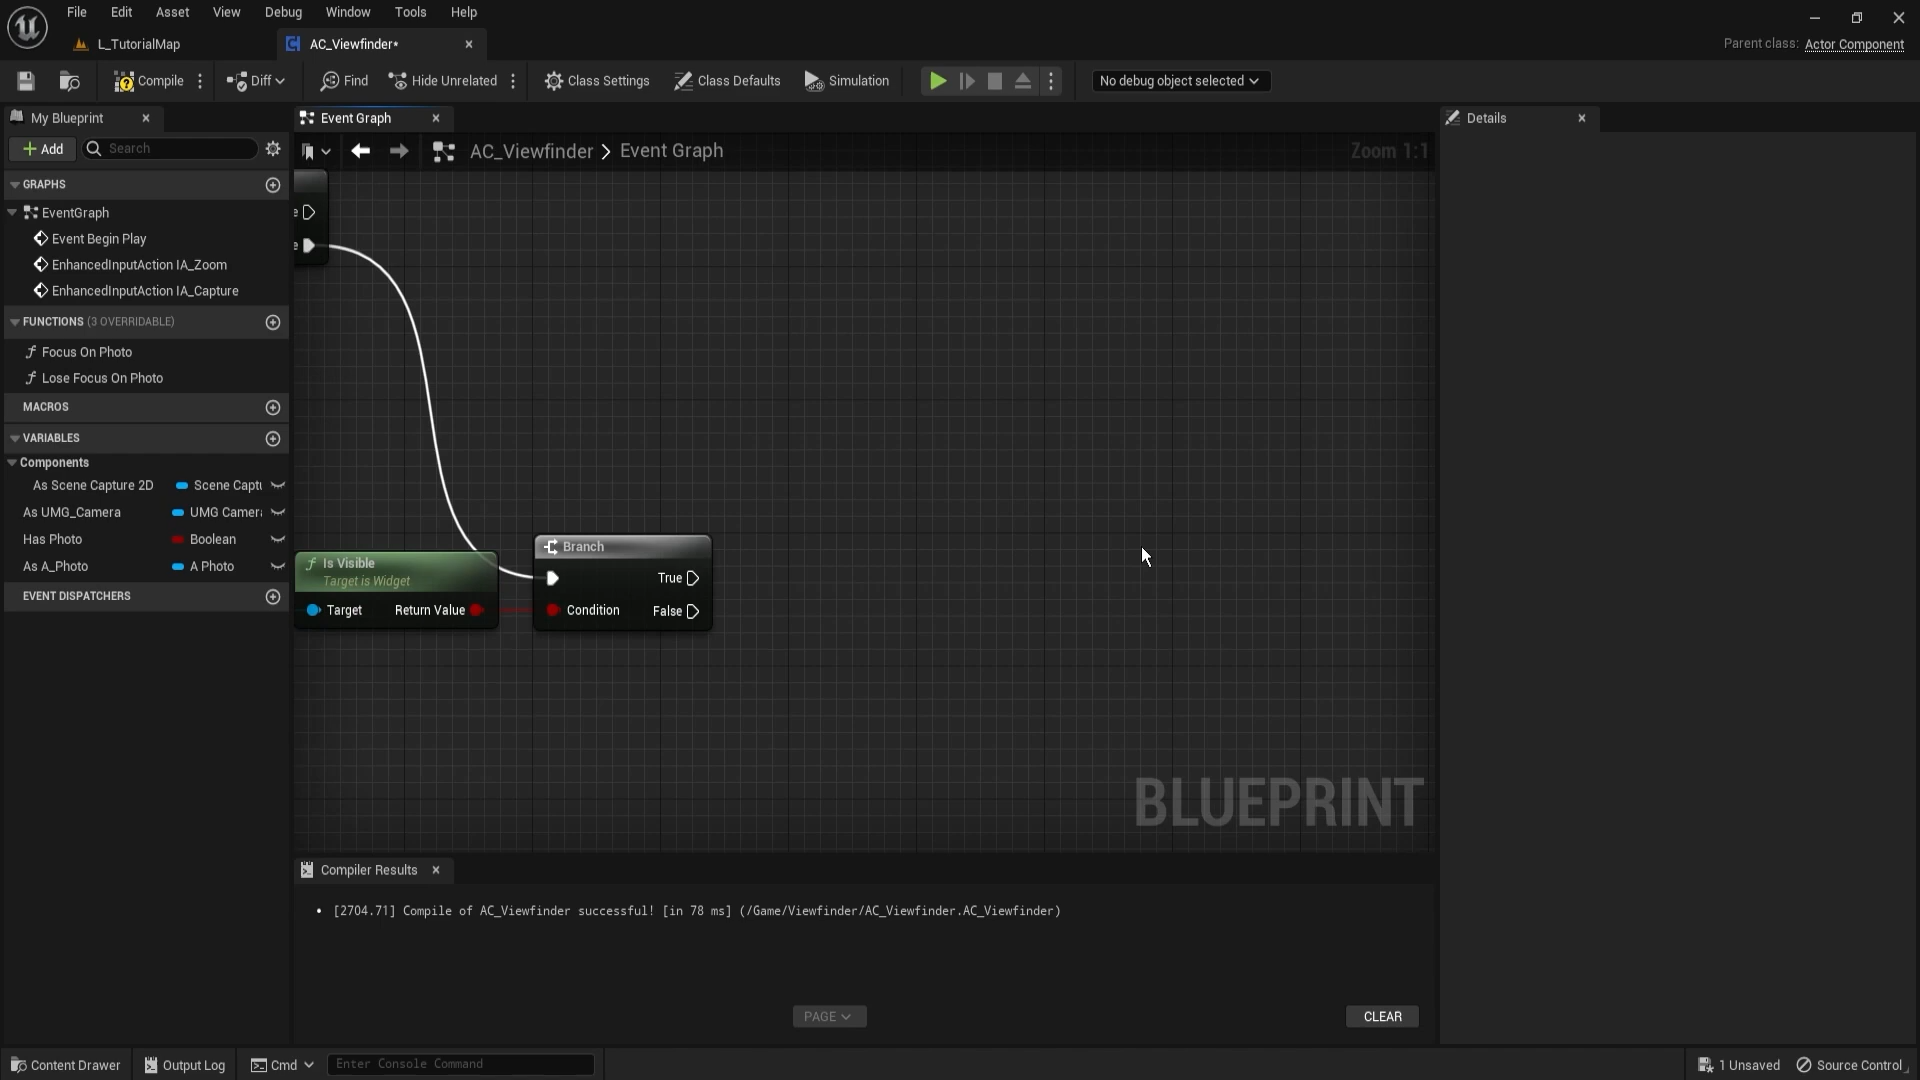 File Edit Asset View Debug Window Tools Help
L_TutorialMap
AC_Viewfinder*
Parent class: Actor Component
Compile
Diff
Find
Hide Unrelated
Class Settings
Class Defaults
Simulation
No debug object selected
My Blueprint
Event Graph
Details
Add
Search
AC_Viewfinder > Event Graph
Zoom 1:1
GRAPHS
EventGraph
Event Begin Play
EnhancedInputAction IA_Zoom
EnhancedInputAction IA_Capture
FUNCTIONS (3 OVERRIDABLE)
Focus On Photo
Lose Focus On Photo
MACROS
VARIABLES
Components
As Scene Capture 2D Scene Captu
As UMG_Camera UMG Camer
Has Photo Boolean
As A_Photo A Photo
EVENT DISPATCHERS
e
e
Is Visible
Target is Widget
Target Return Value
Branch
True
Condition False
BLUEPRINT
Compiler Results
• [2704.71] Compile of AC_Viewfinder successful! [in 78 ms] (/Game/Viewfinder/AC_Viewfinder.AC_Viewfinder)
PAGE
CLEAR
Content Drawer
Output Log
Cmd
Enter Console Command
1 Unsaved
Source Control